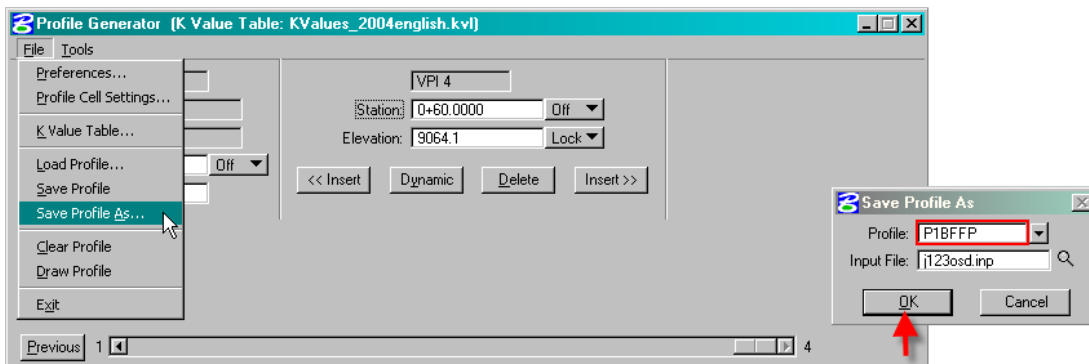 Profile Generator (K Value Table: KValues_2004english.kvl)
File Tools
Preferences...
Profile Cell Settings...
K Value Table...
Load Profile...
Save Profile
Save Profile As...
Clear Profile
Draw Profile
Exit
Off
VPI 4
Station: 0+60.0000 Off
Elevation: 9064.1 Lock
<< Insert Dynamic Delete Insert >>
Previous 1 4
Save Profile As
Profile: P1BFFP
Input File: j123osd.inp
OK Cancel